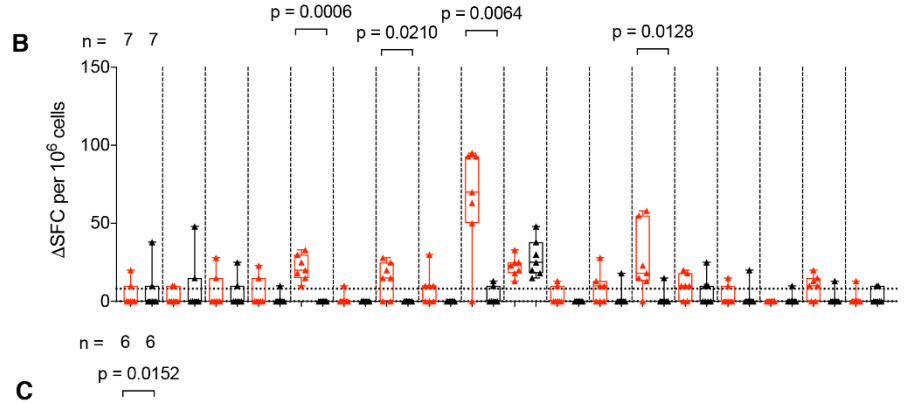 p = 0.0006
p = 0.0064
p = 0.0210
p = 0.0128
B
n = 7 7
150
100
50
0
ΔSFC per 10⁶ cells
n = 6 6
C
p = 0.0152